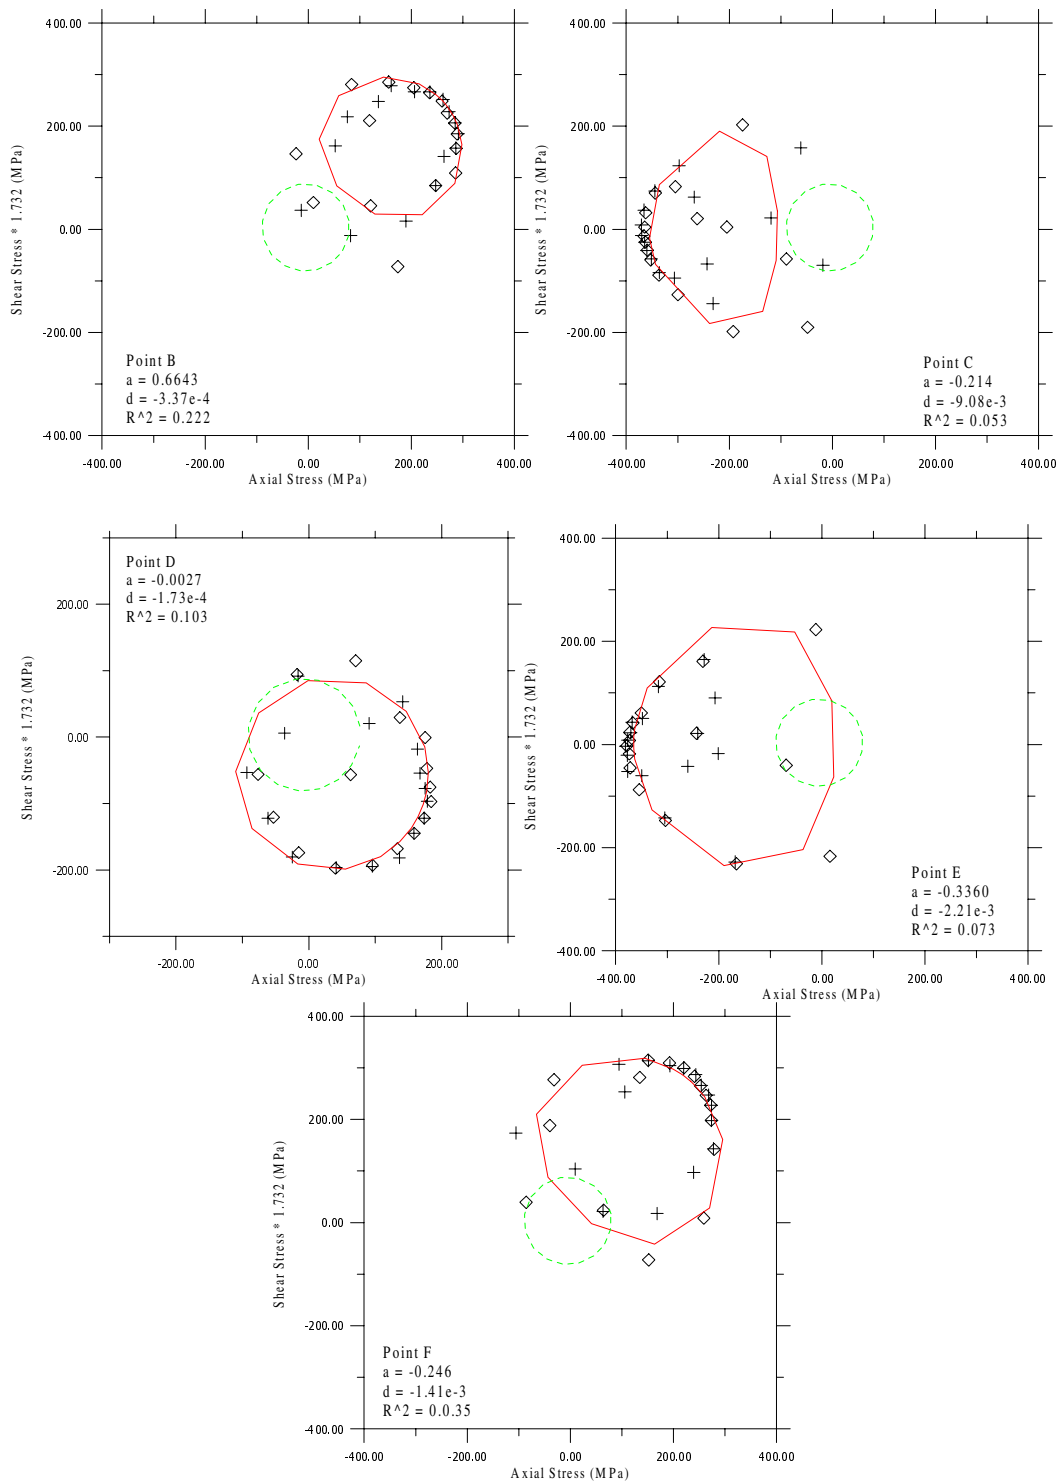 400.00
200.00
0.00
-200.00
-400.00
Shear Stress * 1.732 (MPa)
Point B
a = 0.6643
d = -3.37e-4
R^2 = 0.222
-400.00 -200.00 0.00 200.00 400.00
Axial Stress (MPa)
400.00
200.00
0.00
-200.00
-400.00
Shear Stress * 1.732 (MPa)
Point C
a = -0.214
d = -9.08e-3
R^2 = 0.053
-400.00 -200.00 0.00 200.00 400.00
Axial Stress (MPa)
Point D
a = -0.0027
d = -1.73e-4
R^2 = 0.103
200.00
0.00
-200.00
Shear Stress * 1.732 (MPa)
-200.00 0.00 200.00
Axial Stress (MPa)
400.00
200.00
0.00
-200.00
-400.00
Shear Stress * 1.732 (MPa)
Point E
a = -0.3360
d = -2.21e-3
R^2 = 0.073
-400.00 -200.00 0.00 200.00 400.00
Axial Stress (MPa)
400.00
200.00
0.00
-200.00
-400.00
Shear Stress * 1.732 (MPa)
Point F
a = -0.246
d = -1.41e-3
R^2 = 0.0.35
-400.00 -200.00 0.00 200.00 400.00
Axial Stress (MPa)